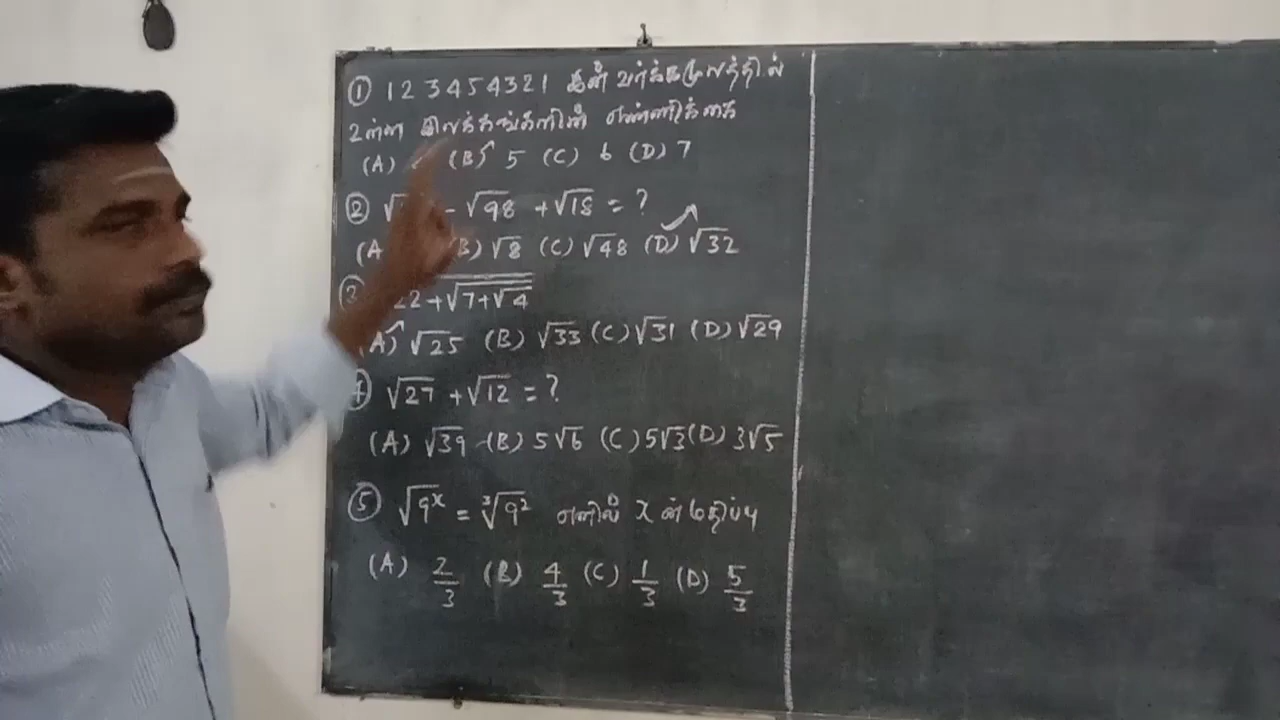 ① 123454321 தன் வர்க்கமூலத்தில்
உள்ள இலக்கங்களின் எண்ணிக்கை
(A) (B) 5 (C) 6 (D) 7
② - √98 + √18 = ?
(A B) √8 (C) √48 (D) √32
22+√7+√4
A) √25 (B) √33 (C) √31 (D) √29
√27 + √12 = ?
(A) √39 (B) 5√6 (C) 5√3 (D) 3√5
⑤ √9ˣ = ³√9² எனில் x ன் மதிப்பு
(A) 2/3 (B) 4/3 (C) 1/3 (D) 5/3